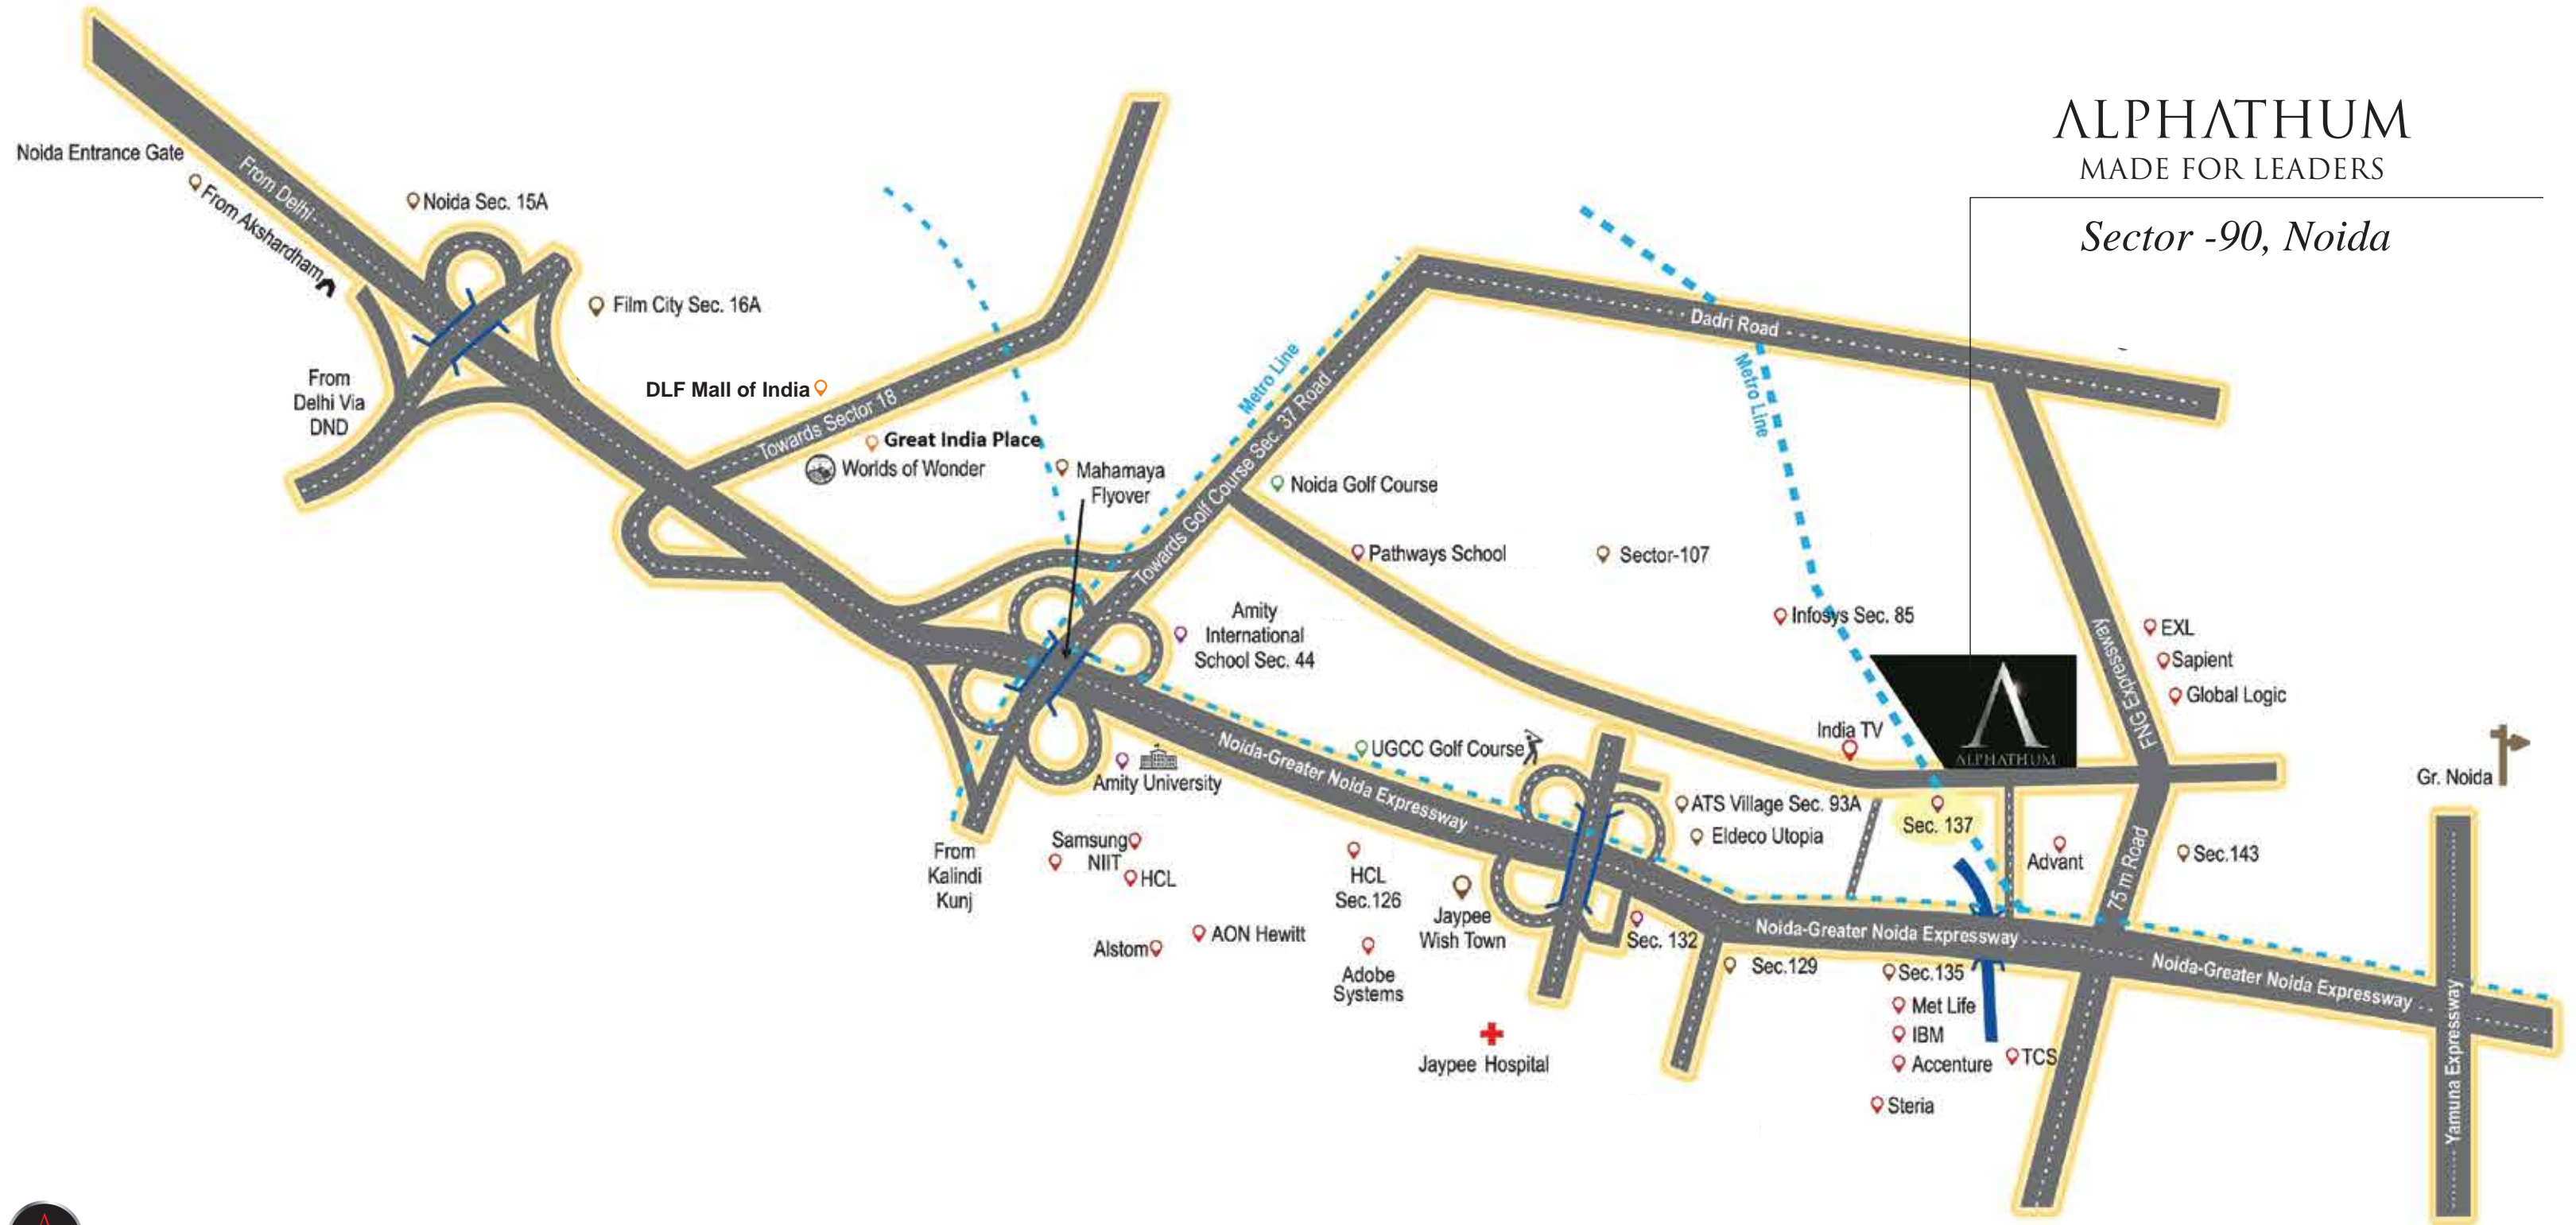 ALPHATHUM
MADE FOR LEADERS
Sector -90, Noida
Noida Entrance Gate
From Delhi
From Akshardham
Noida Sec. 15A
Film City Sec. 16A
From
Delhi Via
DND
DLF Mall of India
Towards Sector 18
Great India Place
Worlds of Wonder
Mahamaya
Flyover
Metro Line
Towards Golf Course Sec. 37 Road
Dadri Road
Metro Line
Noida Golf Course
Pathways School
Sector-107
Infosys Sec. 85
Amity
International
School Sec. 44
FNG Expressway
EXL
Sapient
Global Logic
India TV
ALPHATHUM
UGCC Golf Course
Noida-Greater Noida Expressway
Amity University
Gr. Noida
ATS Village Sec. 93A
Eldeco Utopia
Sec. 137
Advant
75 m Road
Sec.143
From
Kalindi
Kunj
Samsung
NIIT
HCL
HCL
Sec.126
Jaypee
Wish Town
Alstom
AON Hewitt
Adobe
Systems
Sec. 132
Noida-Greater Noida Expressway
Noida-Greater Noida Expressway
Sec.129
Sec.135
Met Life
IBM
Accenture
TCS
Steria
Jaypee Hospital
Yamuna Expressway